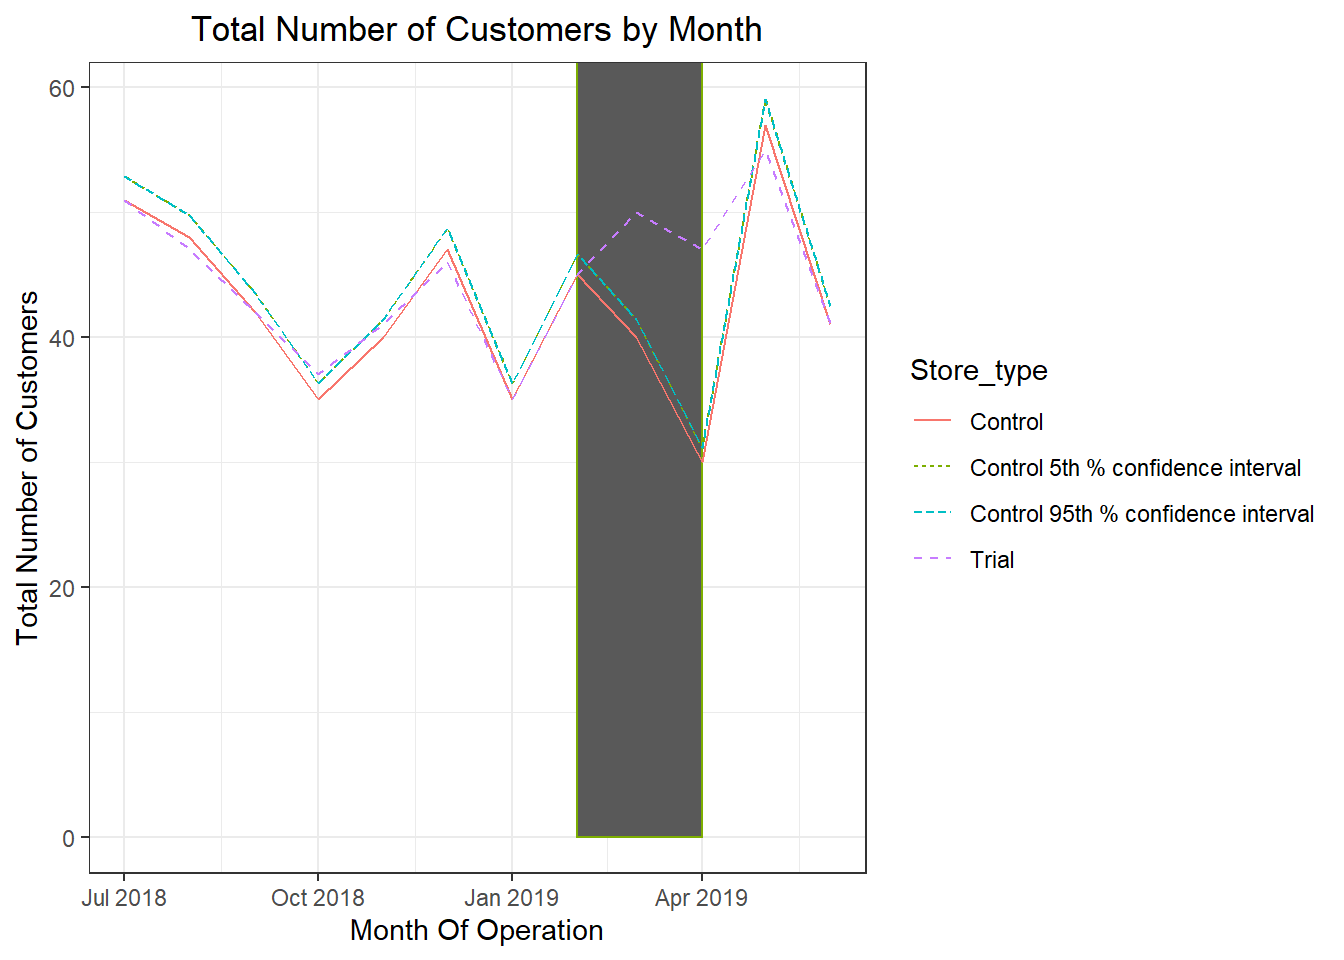 Total Number of Customers by Month
60
40
20
0
Total Number of Customers
Jul 2018
Oct 2018
Jan 2019
Apr 2019
Month Of Operation
Store_type
Control
Control 5th % confidence interval
Control 95th % confidence interval
Trial